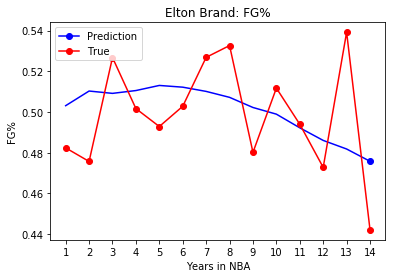 Elton Brand: FG%
Prediction
True
FG%
0.54
0.52
0.50
0.48
0.46
0.44
1 2 3 4 5 6 7 8 9 10 11 12 13 14
Years in NBA